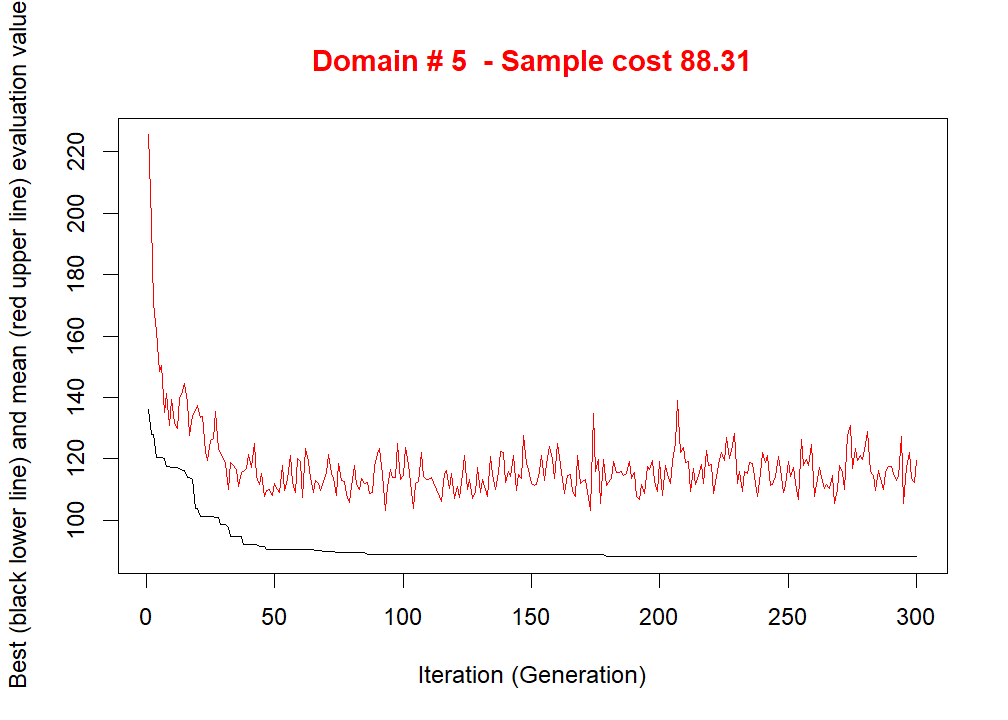 Domain # 5  - Sample cost 88.31
Best (black lower line) and mean (red upper line) evaluation value
220
200
180
160
140
120
100
0 50 100 150 200 250 300
Iteration (Generation)